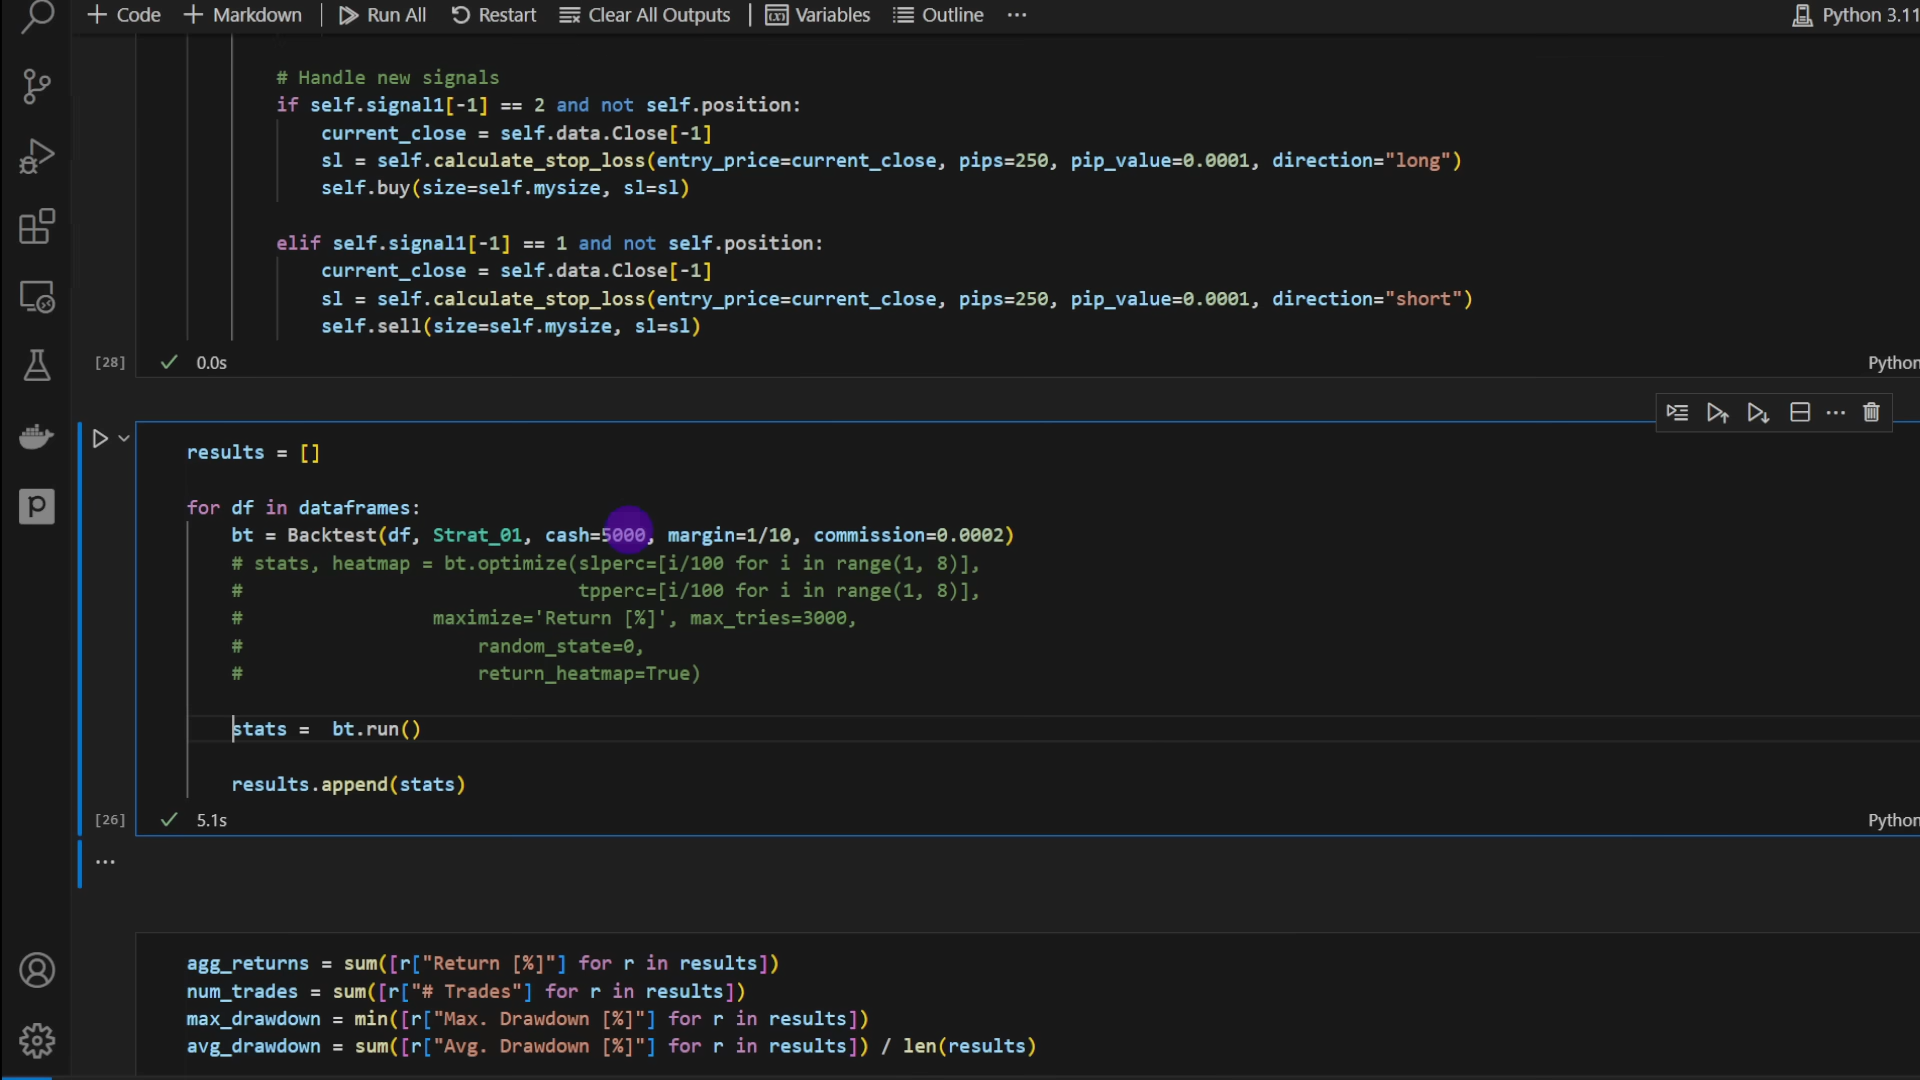 Code Markdown Run All Restart Clear All Outputs Variables Outline ... Python 3.11
# Handle new signals
if self.signal1[-1] == 2 and not self.position:
current_close = self.data.Close[-1]
sl = self.calculate_stop_loss(entry_price=current_close, pips=250, pip_value=0.0001, direction="long")
self.buy(size=self.mysize, sl=sl)
elif self.signal1[-1] == 1 and not self.position:
current_close = self.data.Close[-1]
sl = self.calculate_stop_loss(entry_price=current_close, pips=250, pip_value=0.0001, direction="short")
self.sell(size=self.mysize, sl=sl)
[28] 0.0s Python
results = []
for df in dataframes:
bt = Backtest(df, Strat_01, cash=5000, margin=1/10, commission=0.0002)
# stats, heatmap = bt.optimize(slperc=[i/100 for i in range(1, 8)],
# tpperc=[i/100 for i in range(1, 8)],
# maximize='Return [%]', max_tries=3000,
# random_state=0,
# return_heatmap=True)
stats = bt.run()
results.append(stats)
[26] 5.1s Python
...
agg_returns = sum([r["Return [%]"] for r in results])
num_trades = sum([r["# Trades"] for r in results])
max_drawdown = min([r["Max. Drawdown [%]"] for r in results])
avg_drawdown = sum([r["Avg. Drawdown [%]"] for r in results]) / len(results)